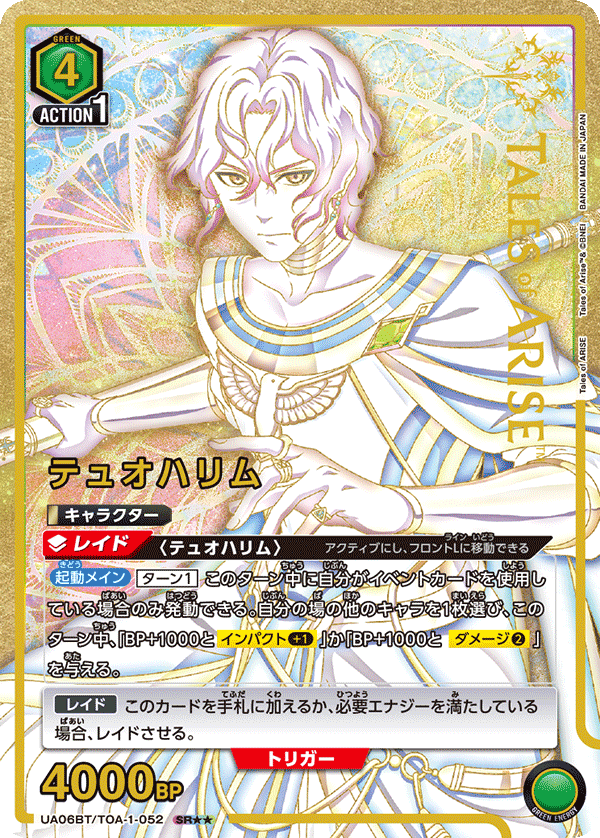 GREEN
4
ACTION 1
TALES of ARISE™
Tales of ARISE Tales of Arise™& ©BNEI BANDAI MADE IN JAPAN
テュオハリム
キャラクター
レイド 〈テュオハリム〉 アクティブにし、フロントLに移動できる
起動メイン ターン1 このターン中に自分がイベントカードを使用し
ている場合のみ発動できる。自分の場の他のキャラを1枚選び、この
ターン中、「BP+1000と インパクト+1 」か「BP+1000と ダメージ2 」
を与える。
レイド このカードを手札に加えるか、必要エナジーを満たしている
場合、レイドさせる。
トリガー
4000BP
UA06BT/TOA-1-052 SR★★
GREEN ENERGY